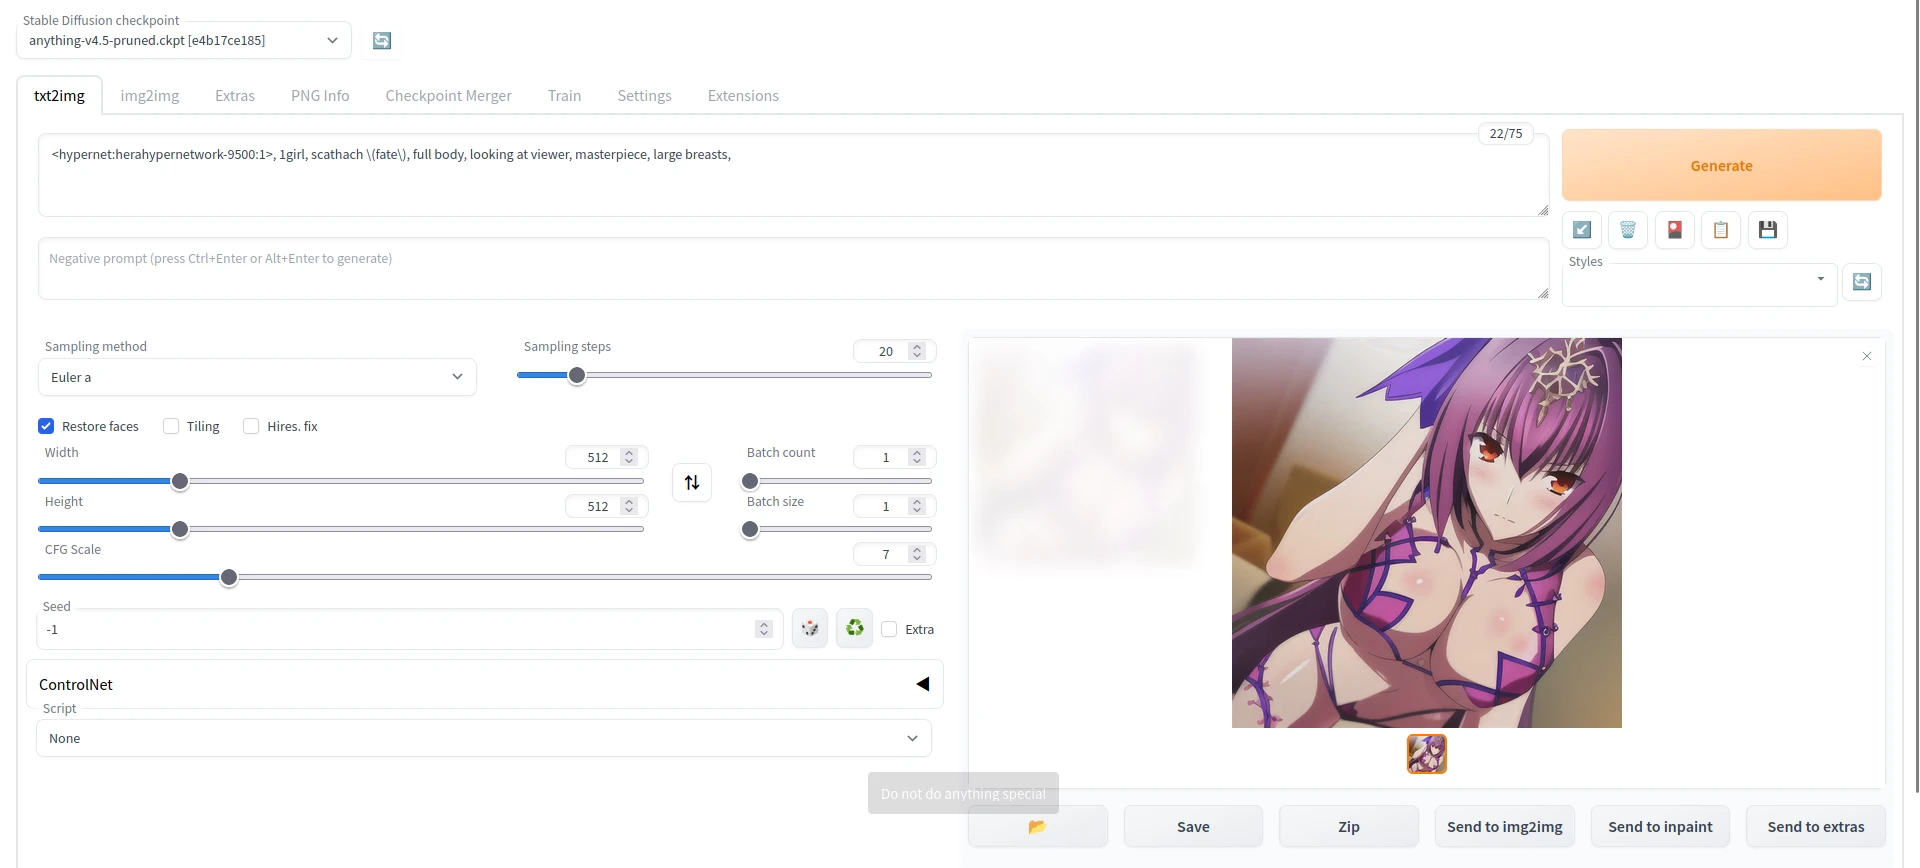 Stable Diffusion checkpoint
anything-v4.5-pruned.ckpt [e4b17ce185]
txt2img img2img Extras PNG Info Checkpoint Merger Train Settings Extensions
22/75
<hypernet:herahypernetwork-9500:1>, 1girl, scathach \(fate\), full body, looking at viewer, masterpiece, large breasts,
Generate
Negative prompt (press Ctrl+Enter or Alt+Enter to generate)
Styles
Sampling method
Euler a
Sampling steps
20
Restore faces Tiling Hires. fix
Width
512
Batch count
1
Height
512
Batch size
1
CFG Scale
7
Seed
-1
Extra
ControlNet
Script
None
Do not do anything special
Save Zip Send to img2img Send to inpaint Send to extras